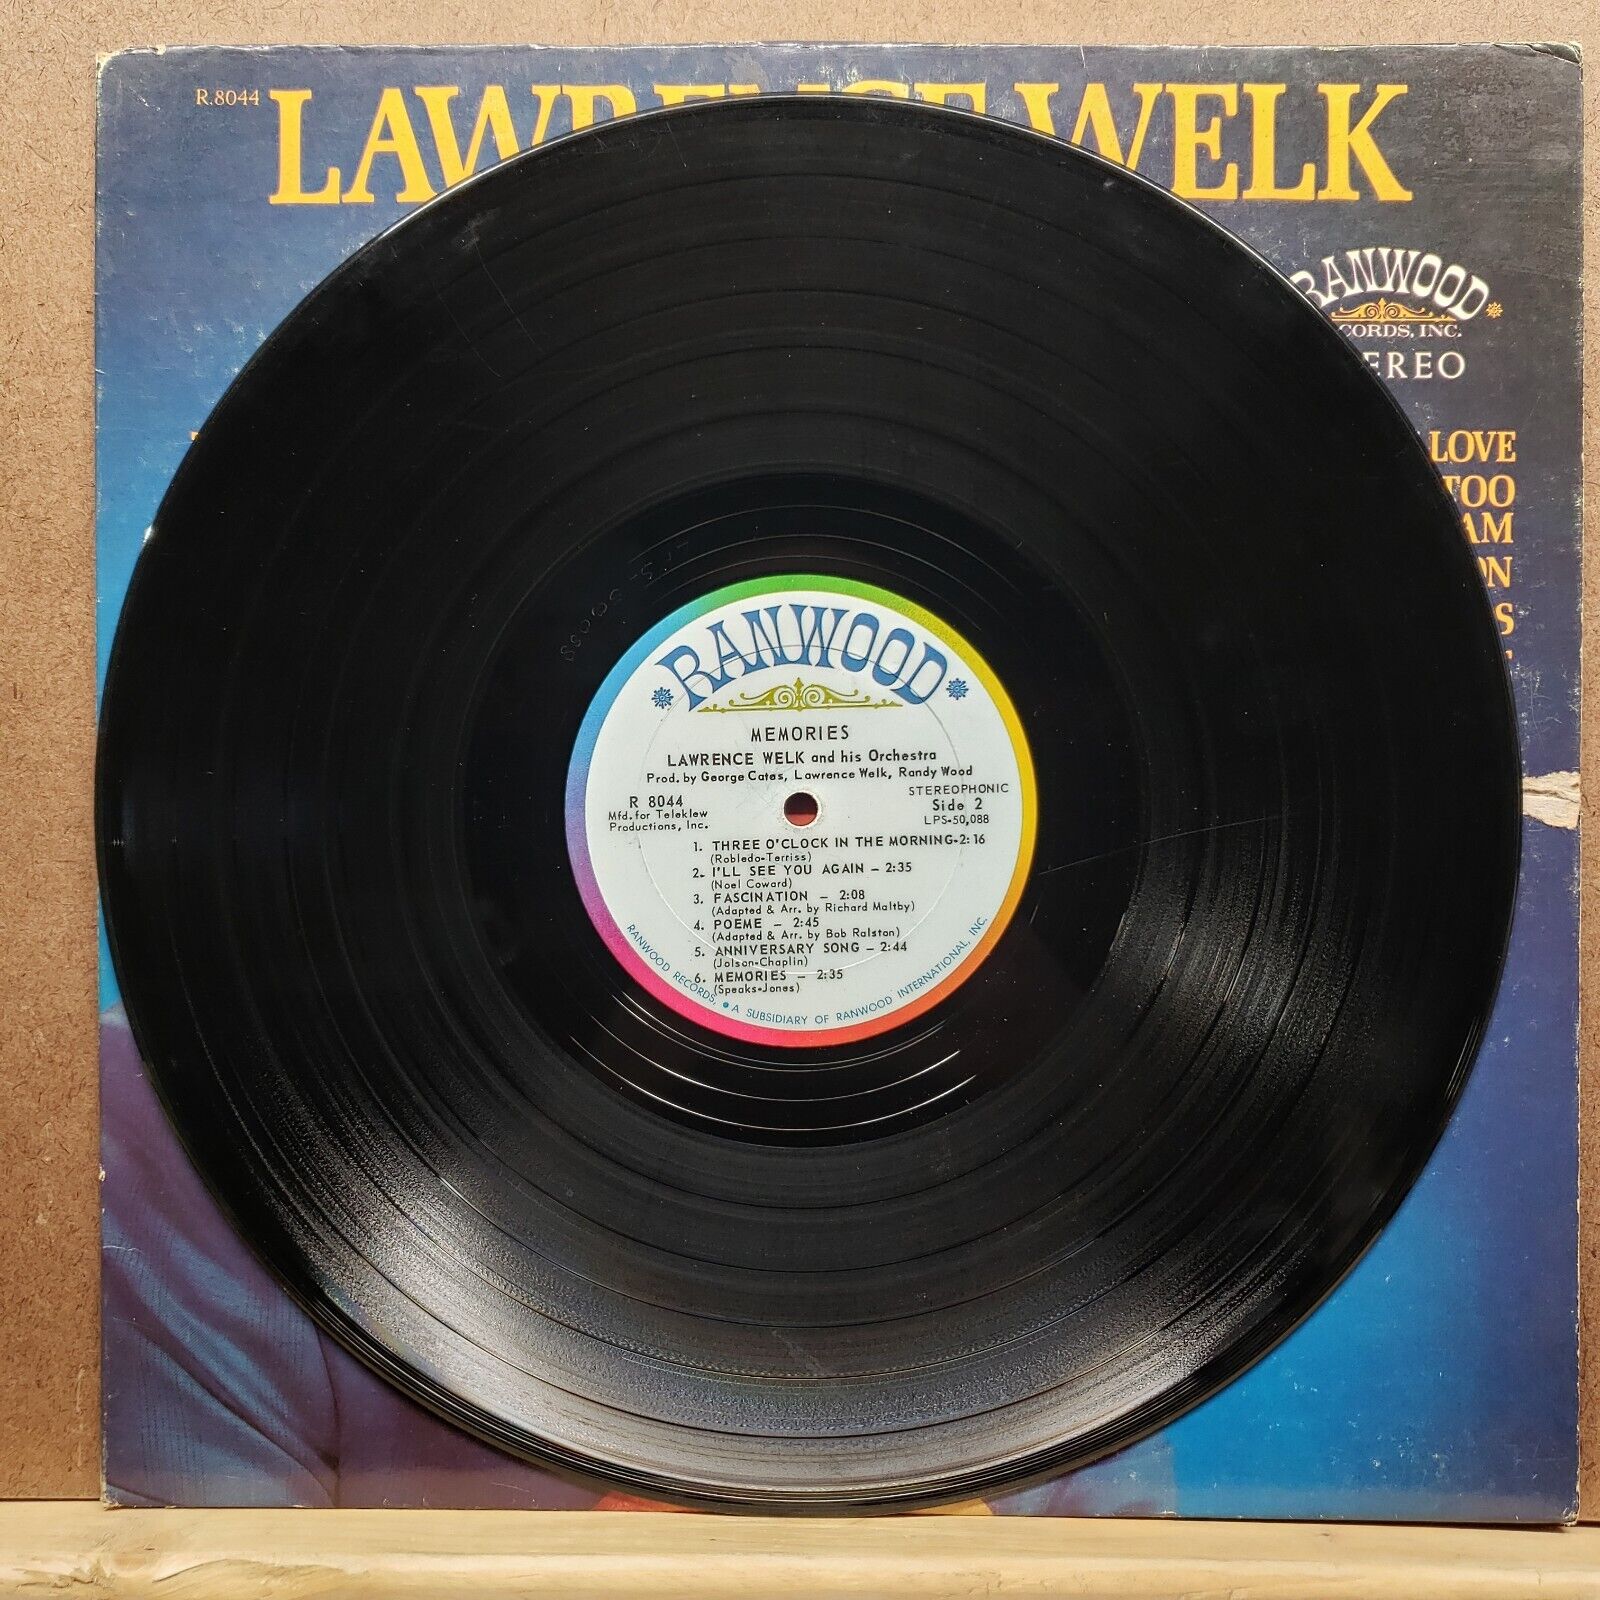 R.8044
LAWRENCE WELK
RANWOOD
CORDS, INC.
EREO
LOVE
TOO
AM
ON
S
RANWOOD
MEMORIES
LAWRENCE WELK and his Orchestra
Prod. by George Cates, Lawrence Welk, Randy Wood
STEREOPHONIC
R 8044
Side 2
Mfd. for Teleklew
LPS-50,088
Productions, Inc.
1. THREE O'CLOCK IN THE MORNING-2:16
(Robledo-Terriss)
2. I'LL SEE YOU AGAIN - 2:35
(Noel Coward)
3. FASCINATION - 2:08
(Adapted & Arr. by Richard Maltby)
4. POEME - 2:45
(Adapted & Arr. by Bob Ralston)
5. ANNIVERSARY SONG - 2:44
(Jolson-Chaplin)
6. MEMORIES - 2:35
(Speaks-Jones)
RANWOOD RECORDS, • A SUBSIDIARY OF RANWOOD INTERNATIONAL, INC.